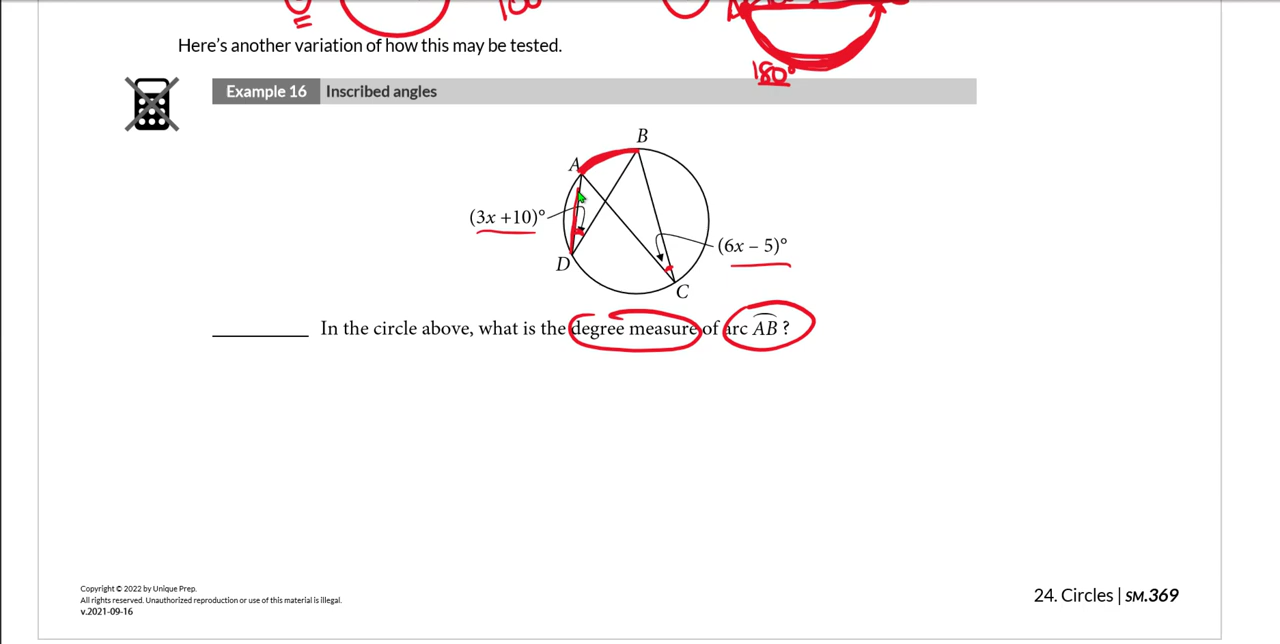 100
180°
Here's another variation of how this may be tested.
Example 16 Inscribed angles
B
A
(3x +10)°
(6x – 5)°
D
C
________ In the circle above, what is the degree measure of arc AB ?
Copyright © 2022 by Unique Prep.
All rights reserved. Unauthorized reproduction or use of this material is illegal.
v.2021-09-16
24. Circles | SM.369